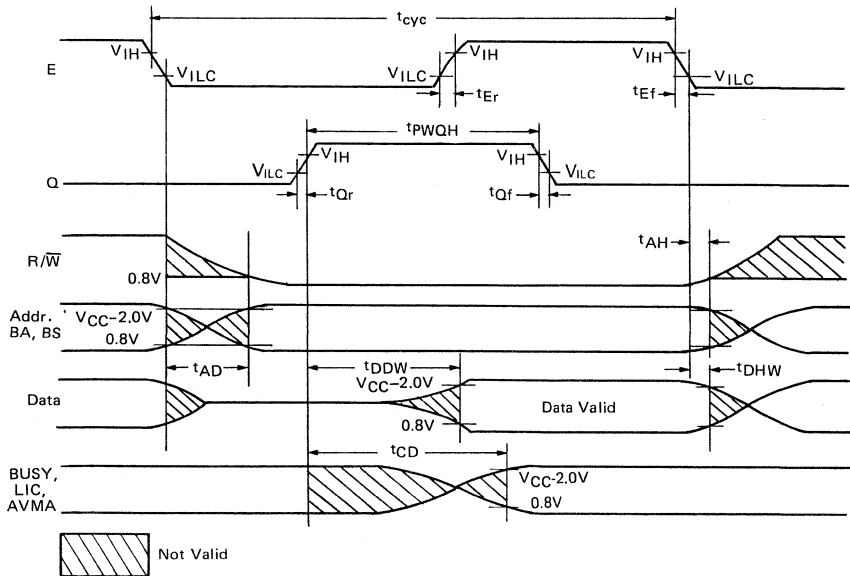 tcyc
VIH
VIH
VIH
E
VILC
VILC
VILC
tEr
tEf
tPWQH
VIH
VIH
Q
VILC
VILC
tQr
tQf
tAH
R/W̅
0.8V
Addr.
BA, BS
VCC-2.0V
0.8V
tAD
tDDW
tDHW
VCC-2.0V
Data
Data Valid
0.8V
tCD
BUSY,
LIC,
AVMA
VCC-2.0V
0.8V
Not Valid